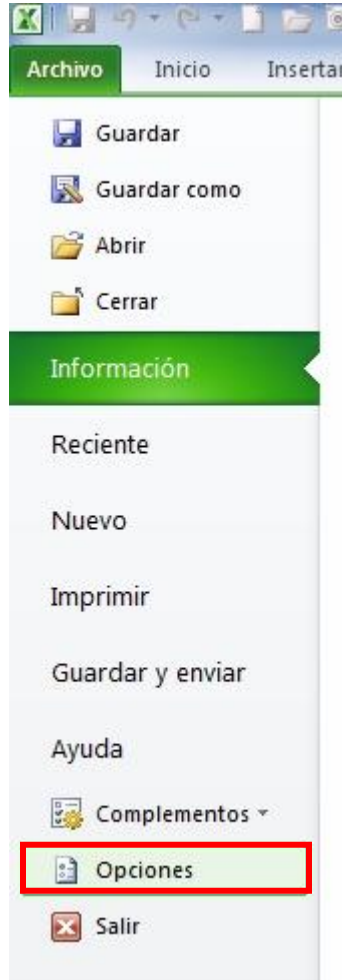 Archivo Inicio Insertar
Guardar
Guardar como
Abrir
Cerrar
Información
Reciente
Nuevo
Imprimir
Guardar y enviar
Ayuda
Complementos
Opciones
Salir